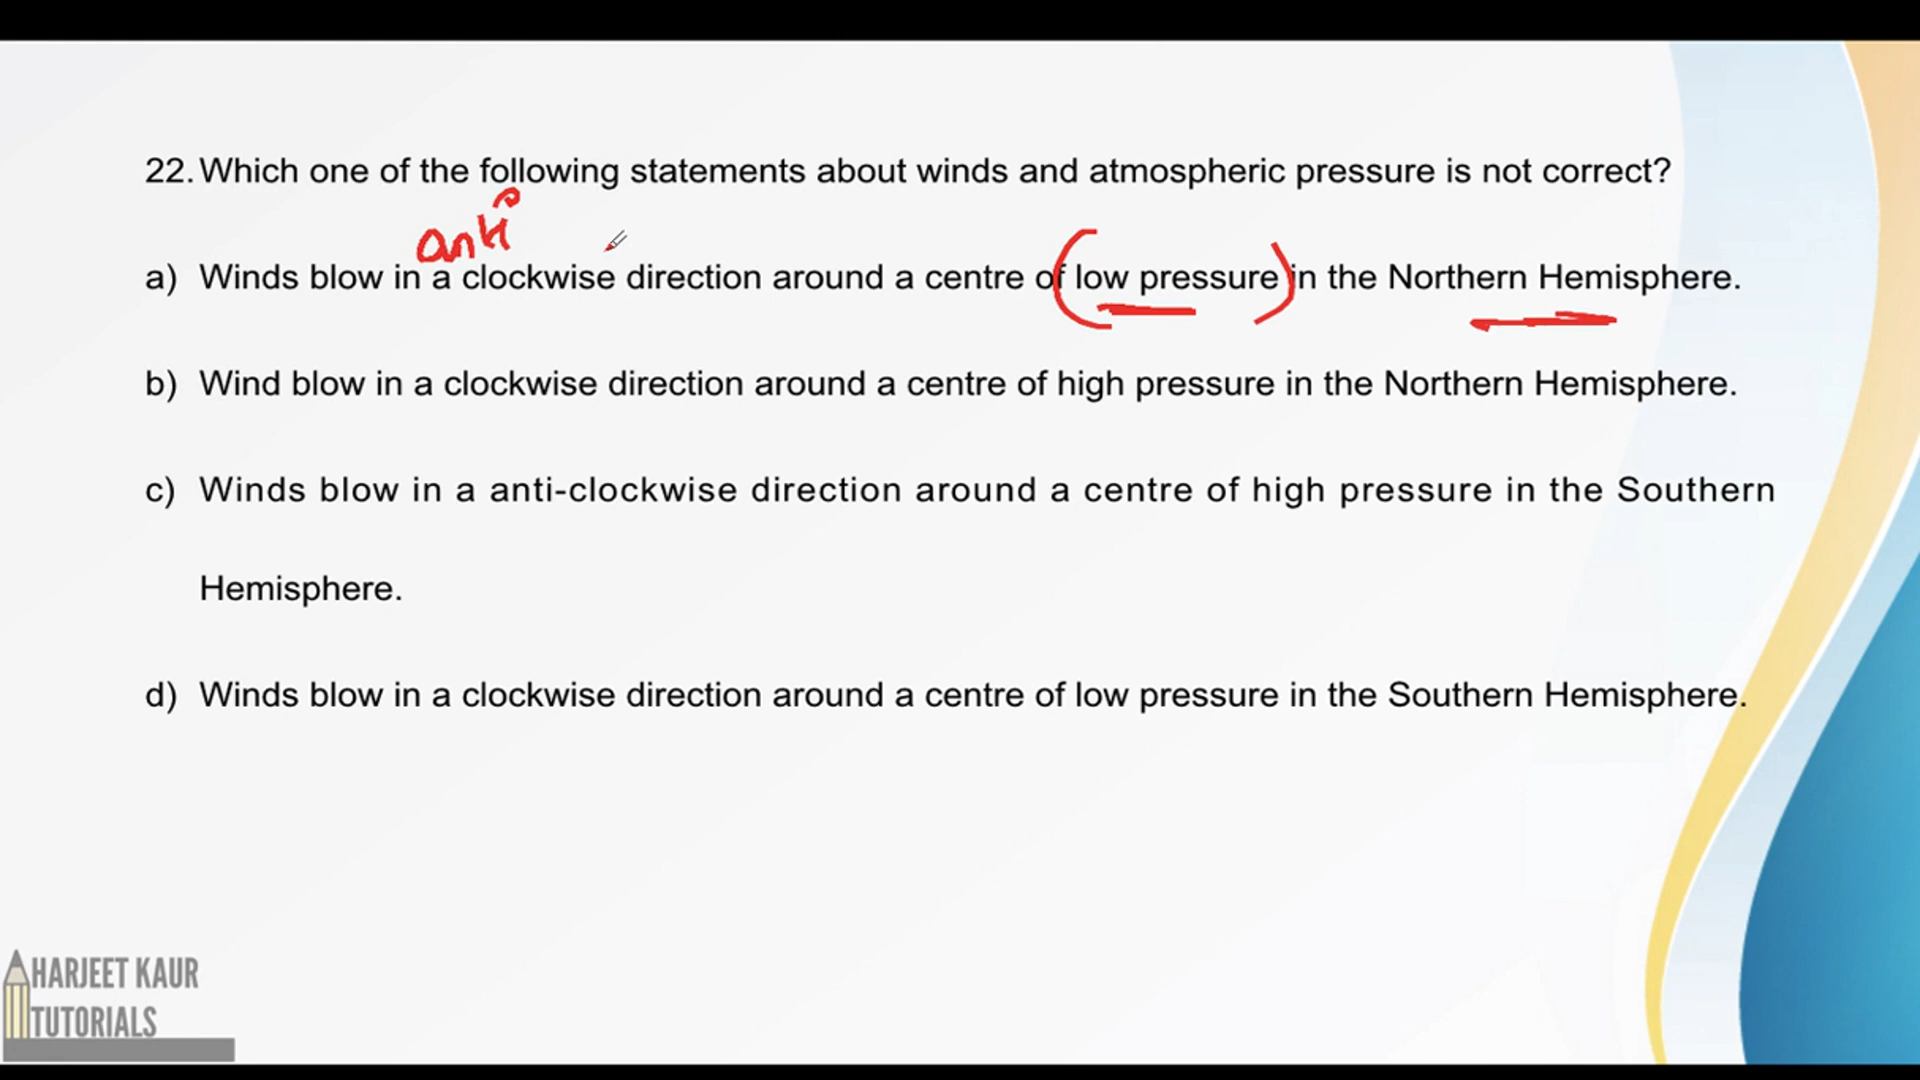 22. Which one of the following statements about winds and atmospheric pressure is not correct?
anti
a) Winds blow in a clockwise direction around a centre of low pressure in the Northern Hemisphere.
b) Wind blow in a clockwise direction around a centre of high pressure in the Northern Hemisphere.
c) Winds blow in a anti-clockwise direction around a centre of high pressure in the Southern
Hemisphere.
d) Winds blow in a clockwise direction around a centre of low pressure in the Southern Hemisphere.
HARJEET KAUR
TUTORIALS